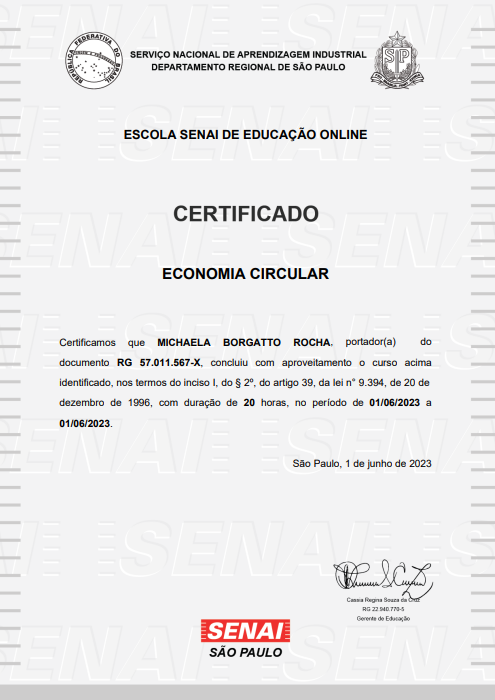 REPÚBLICA FEDERATIVA DO BRASIL
SERVIÇO NACIONAL DE APRENDIZAGEM INDUSTRIAL
DEPARTAMENTO REGIONAL DE SÃO PAULO
SP
ESCOLA SENAI DE EDUCAÇÃO ONLINE
CERTIFICADO
ECONOMIA CIRCULAR
Certificamos que MICHAELA BORGATTO ROCHA. portador(a) do
documento RG 57.011.567-X, concluiu com aproveitamento o curso acima
identificado, nos termos do inciso I, do § 2º, do artigo 39, da lei n° 9.394, de 20 de
dezembro de 1996, com duração de 20 horas, no período de 01/06/2023 a
01/06/2023.
São Paulo, 1 de junho de 2023
Cassia Regina Souza da Cruz
RG 22.940.770-5
Gerente de Educação
SENAI
SÃO PAULO